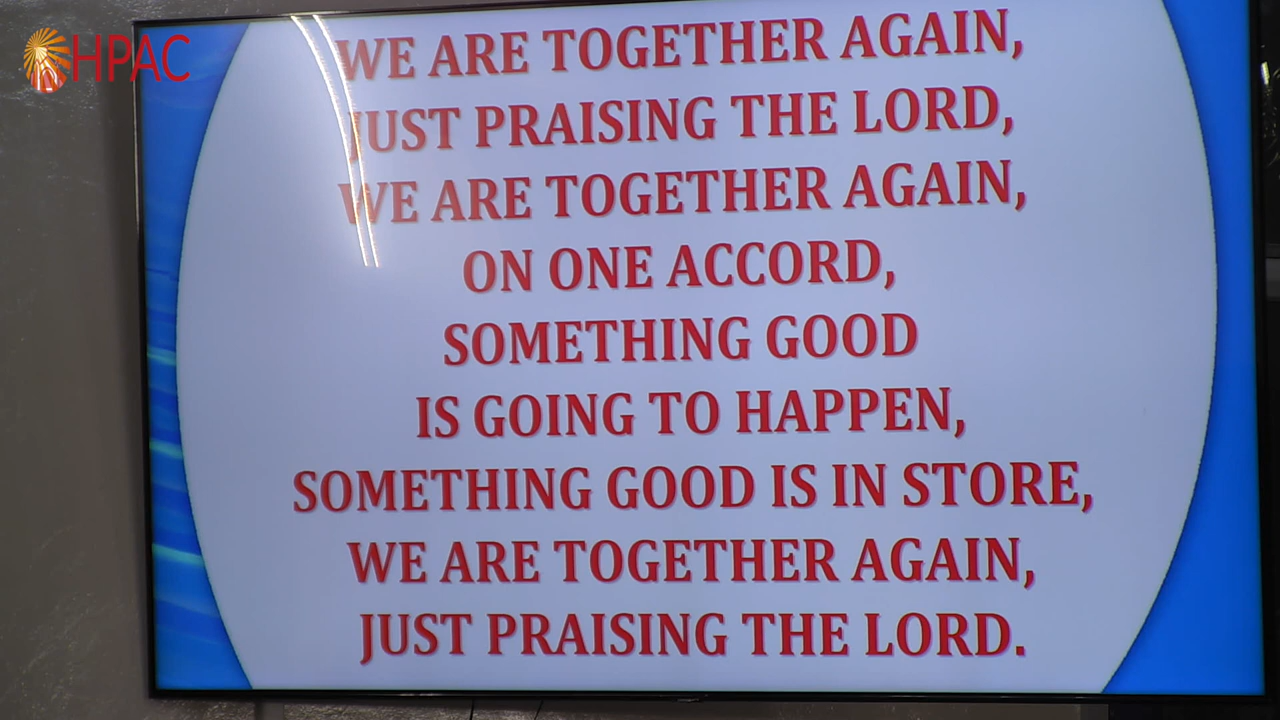 HPAC
WE ARE TOGETHER AGAIN,
JUST PRAISING THE LORD,
WE ARE TOGETHER AGAIN,
ON ONE ACCORD,
SOMETHING GOOD
IS GOING TO HAPPEN,
SOMETHING GOOD IS IN STORE,
WE ARE TOGETHER AGAIN,
JUST PRAISING THE LORD.